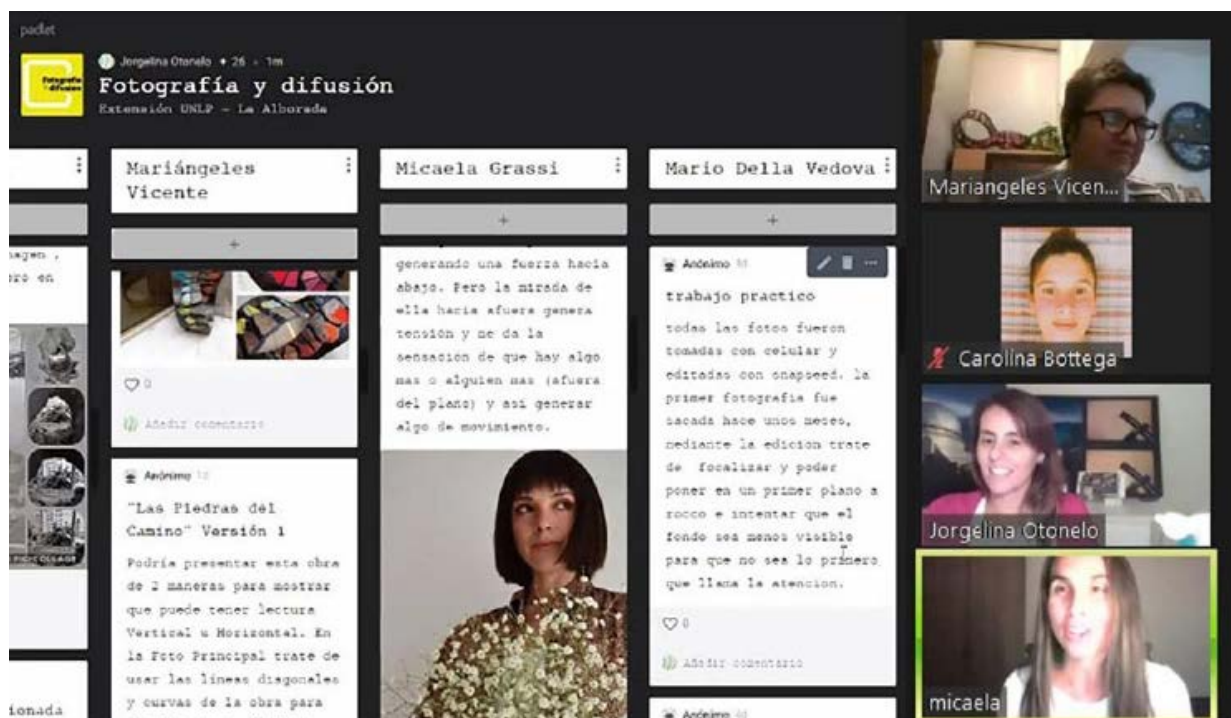 padlet
Fotografía
y difusión
Jorgelina Otonelo • 26 • 1m
Fotografía y difusión
Extensión UNLP – La Alborada
agen ,
ero en
PIC COLLAGE
ionada
Mariángeles
Vicente
+
0
Añadir comentario
Anónimo 1d
"Las Piedras del
Camino" Versión 1
Podría presentar esta obra
de 2 maneras para mostrar
que puede tener lectura
Vertical u Horizontal. En
la Foto Principal trate de
usar las lineas diagonales
y curvas de la obra para
Micaela Grassi
+
generando una fuerza hacia
abajo. Pero la mirada de
ella hacia afuera genera
tensión y me da la
sensacion de que hay algo
mas o alguien mas (afuera
del plano) y asi generar
algo de movimiento.
Mario Della Vedova
+
Anónimo
trabajo practico
todas las fotos fueron
tomadas con celular y
editadas con snapseed. la
primer fotografia fue
sacada hace unos meses,
mediante la edicion trate
de focalizar y poder
poner en un primer plano a
rocco e intentar que el
fondo sea menos visible
para que no sea lo primero
que llama la atencion.
0
Añadir comentario
Anónimo
Mariangeles Vicen...
Carolina Bottega
Jorgelina Otonelo
micaela